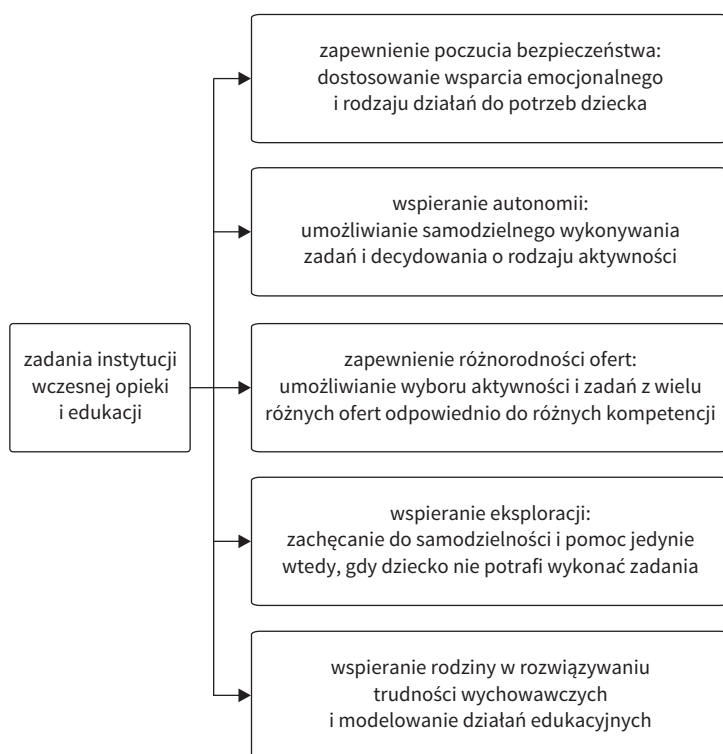 zapewnienie poczucia bezpieczeństwa:
dostosowanie wsparcia emocjonalnego
i rodzaju działań do potrzeb dziecka
wspieranie autonomii:
umożliwianie samodzielnego wykonywania
zadań i decydowania o rodzaju aktywności
zadania instytucji
wczesnej opieki
i edukacji
zapewnienie różnorodności ofert:
umożliwianie wyboru aktywności i zadań z wielu
różnych ofert odpowiednio do różnych kompetencji
wspieranie eksploracji:
zachęcanie do samodzielności i pomoc jedynie
wtedy, gdy dziecko nie potrafi wykonać zadania
wspieranie rodziny w rozwiązywaniu
trudności wychowawczych
i modelowanie działań edukacyjnych